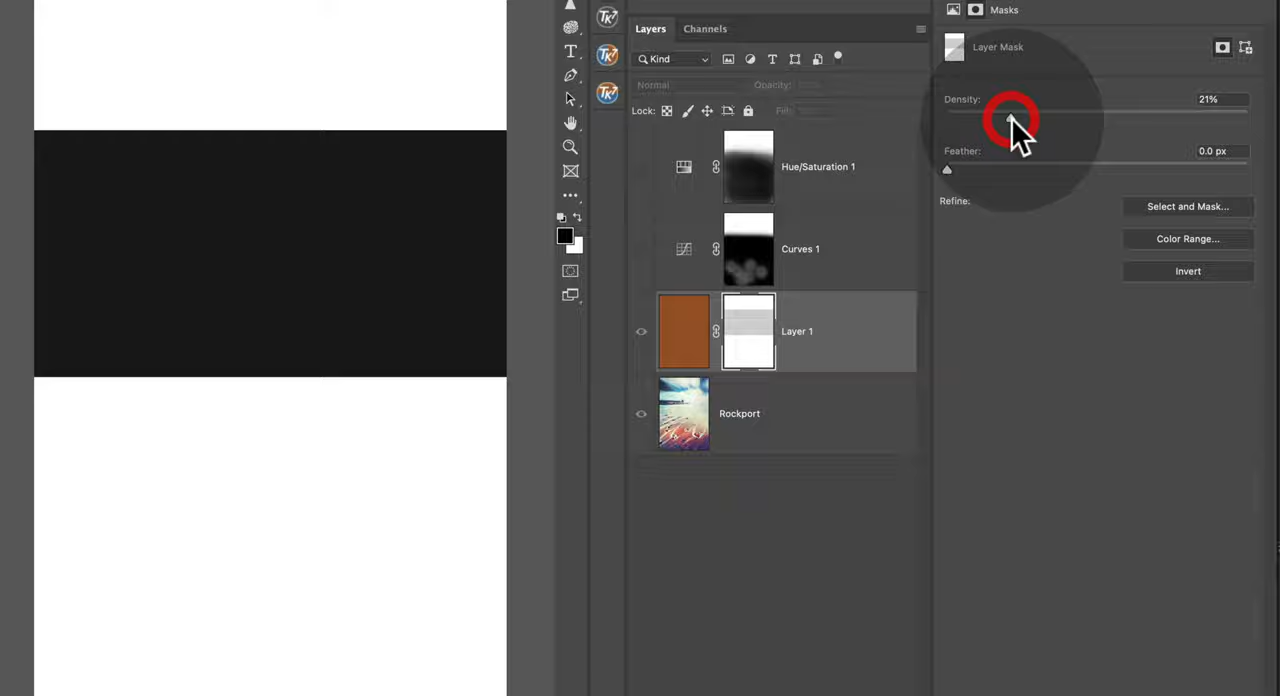 Masks
TK7
Layers Channels
Kind
Layer Mask
Normal Opacity:
Density: 21%
Lock: Fill:
Feather: 0.0 px
Hue/Saturation 1
Refine: Select and Mask...
Color Range...
Curves 1
Invert
Layer 1
Rockport